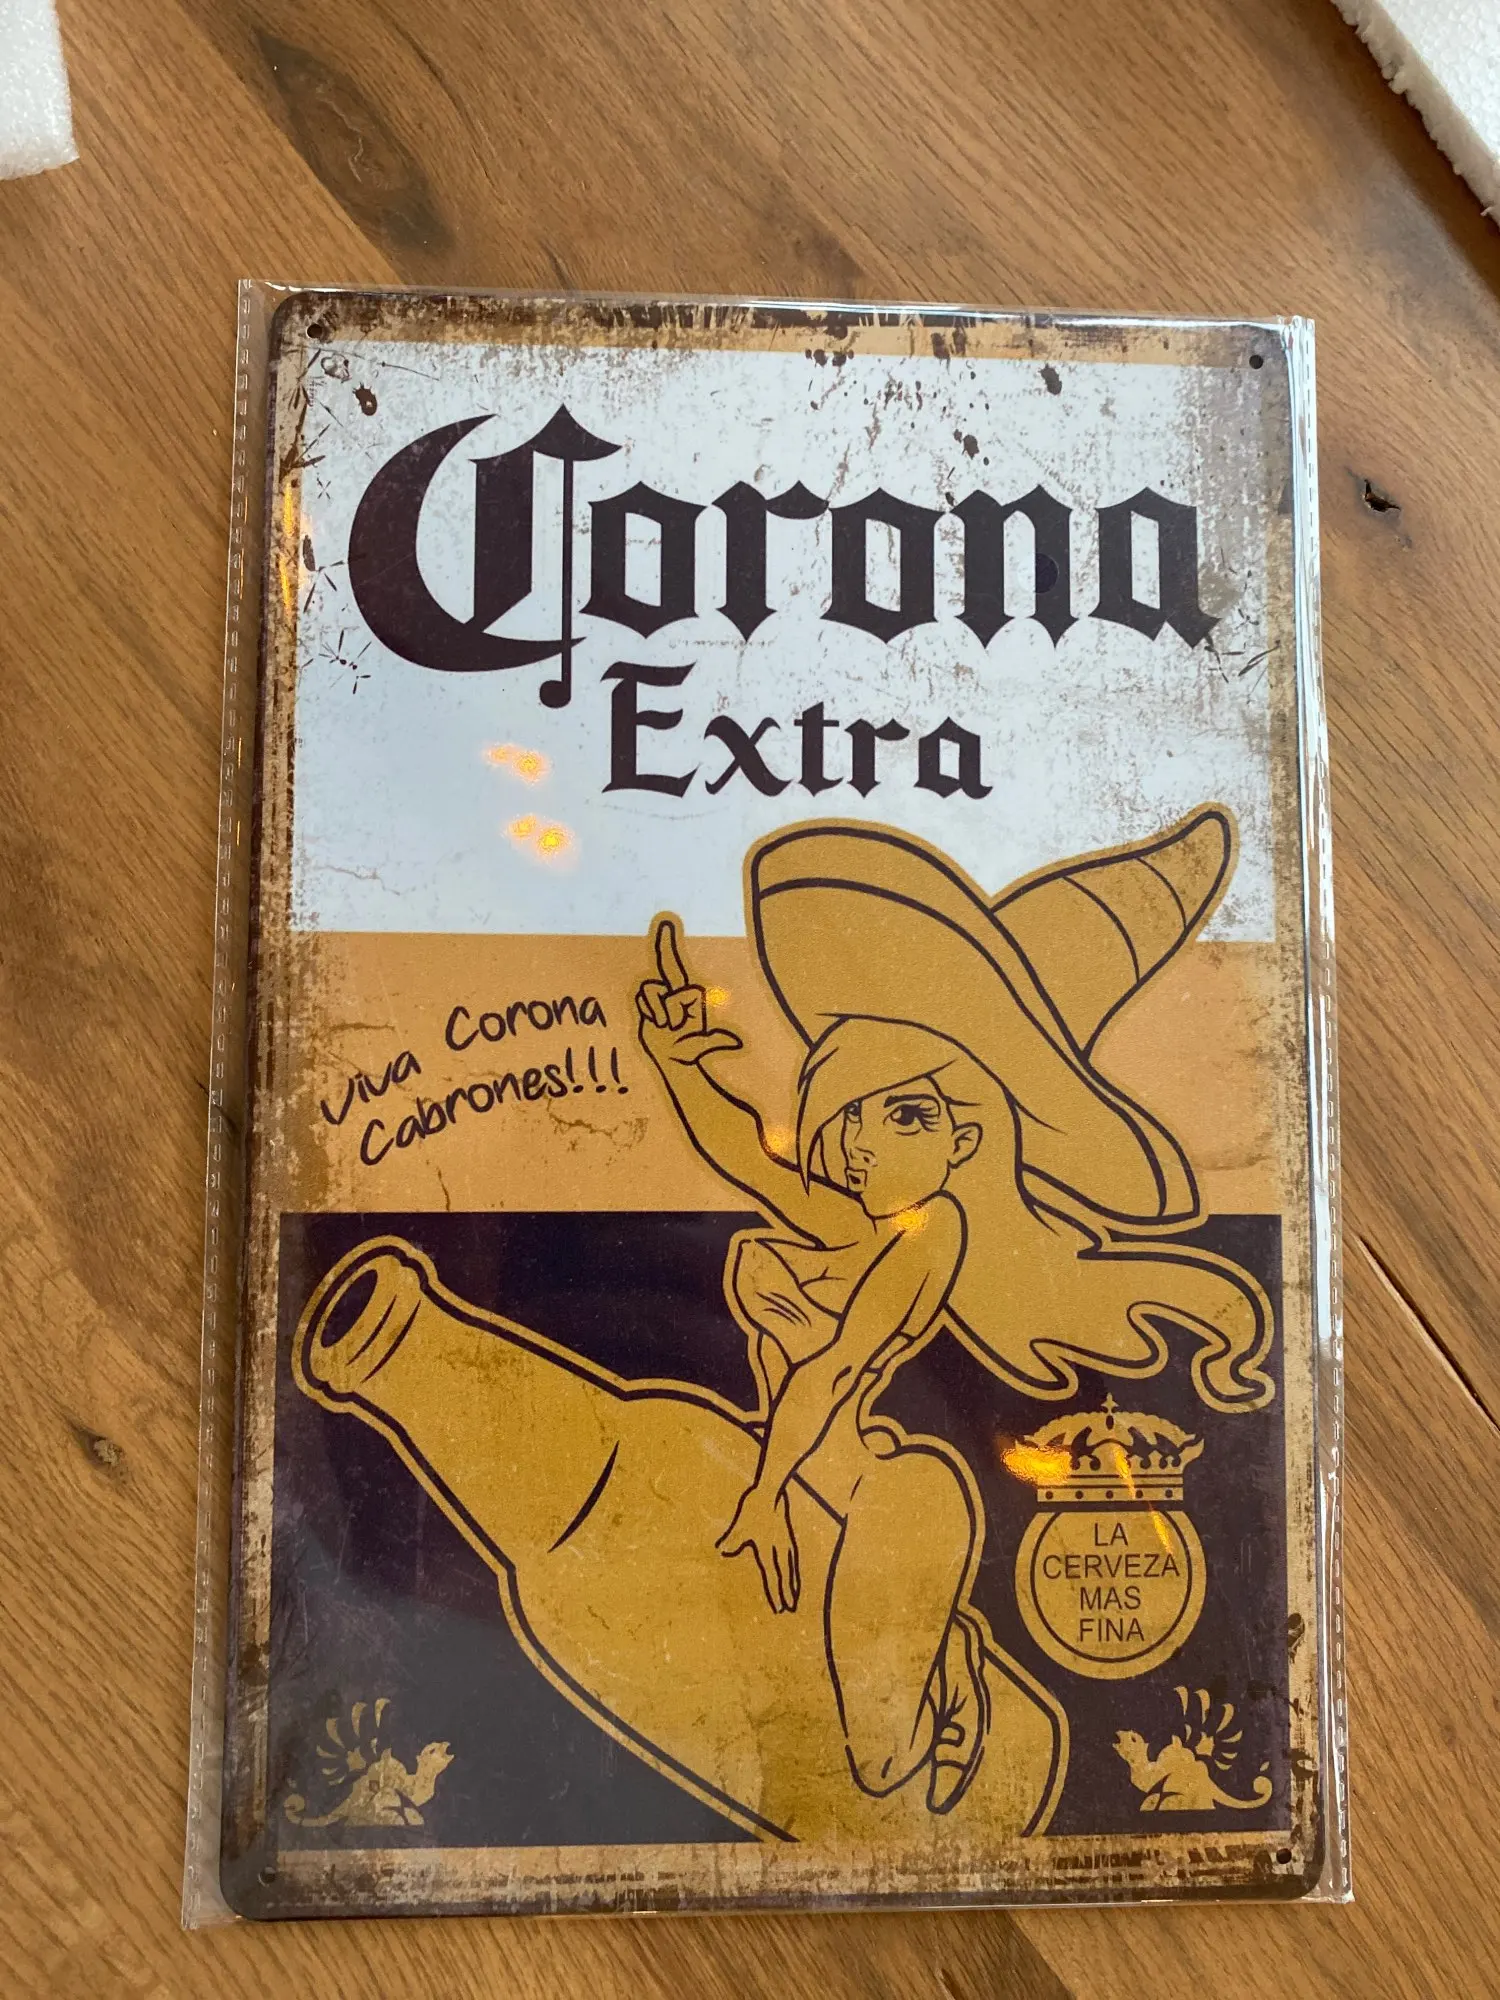 Corona
Extra
Viva Corona
Cabrones!!!
LA
CERVEZA
MAS
FINA